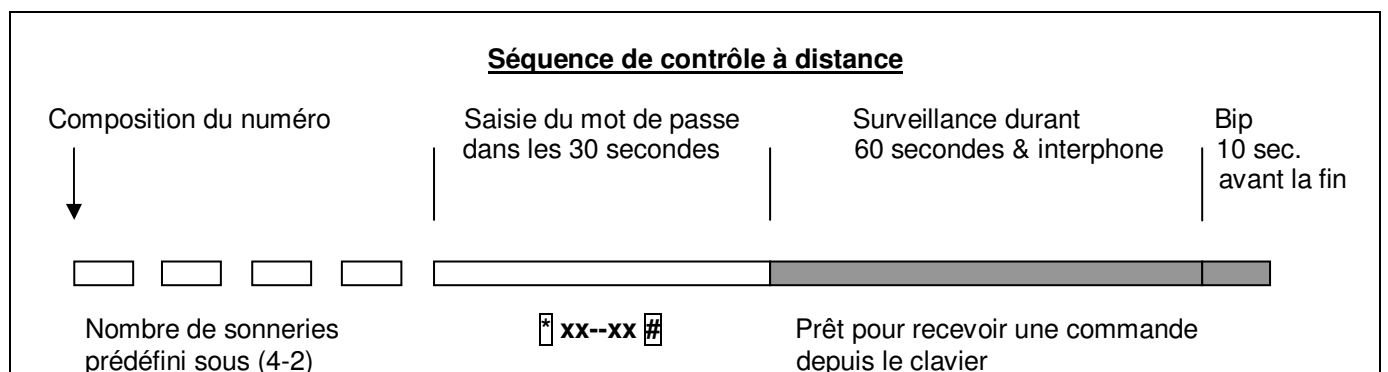 Séquence de contrôle à distance
Composition du numéro
Saisie du mot de passe
dans les 30 secondes
Surveillance durant
60 secondes & interphone
Bip
10 sec.
avant la fin
Nombre de sonneries
prédéfini sous (4-2)
* xx--xx #
Prêt pour recevoir une commande
depuis le clavier